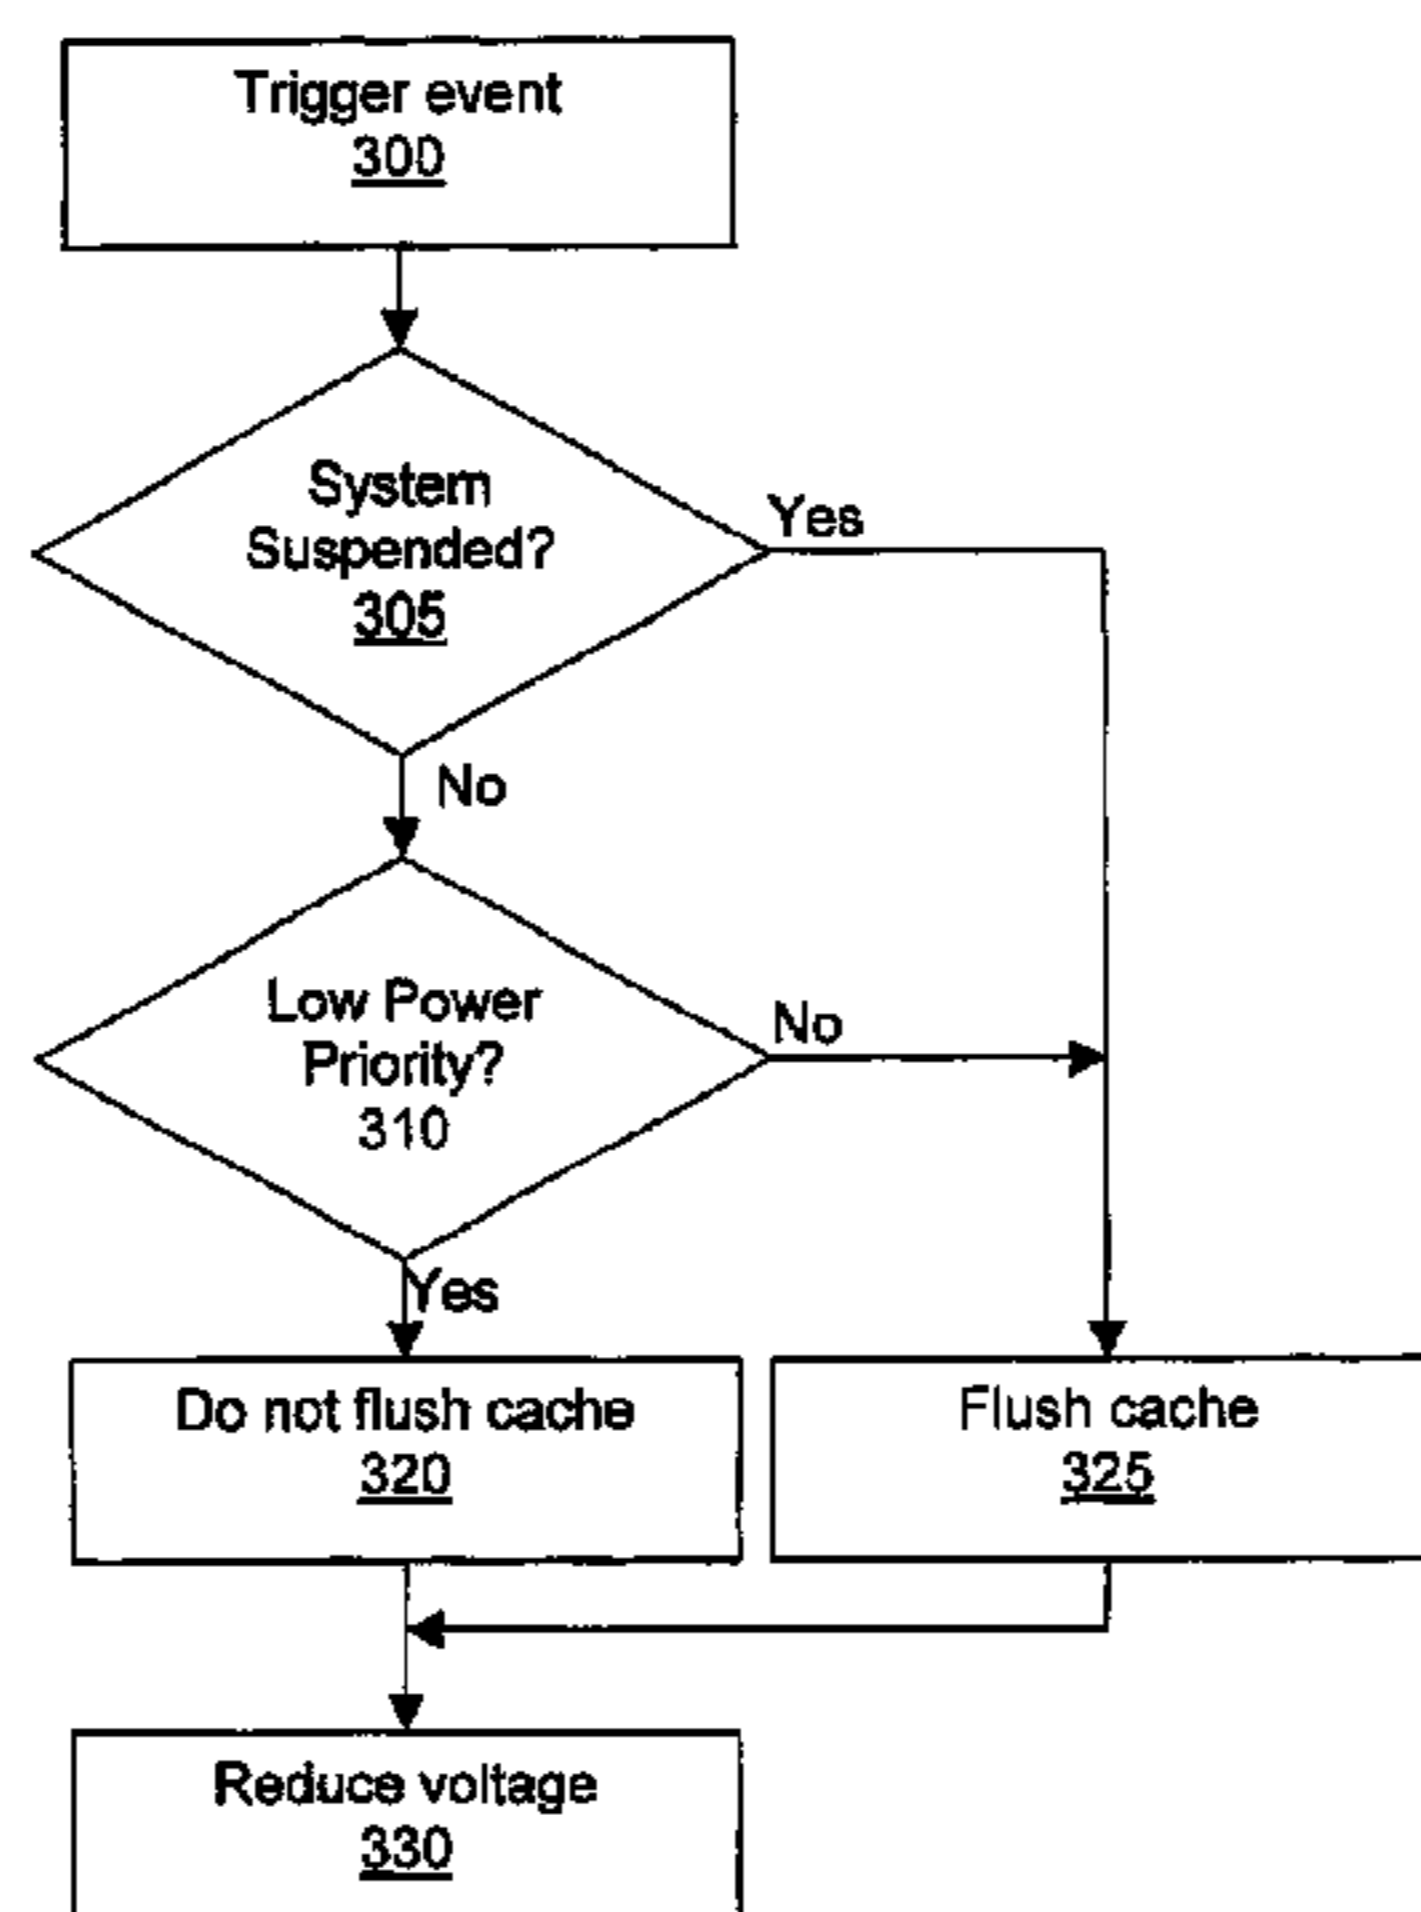 Trigger event
300
System
Suspended?
305
Yes
No
Low Power
Priority?
310
No
Yes
Do not flush cache
320
Flush cache
325
Reduce voltage
330